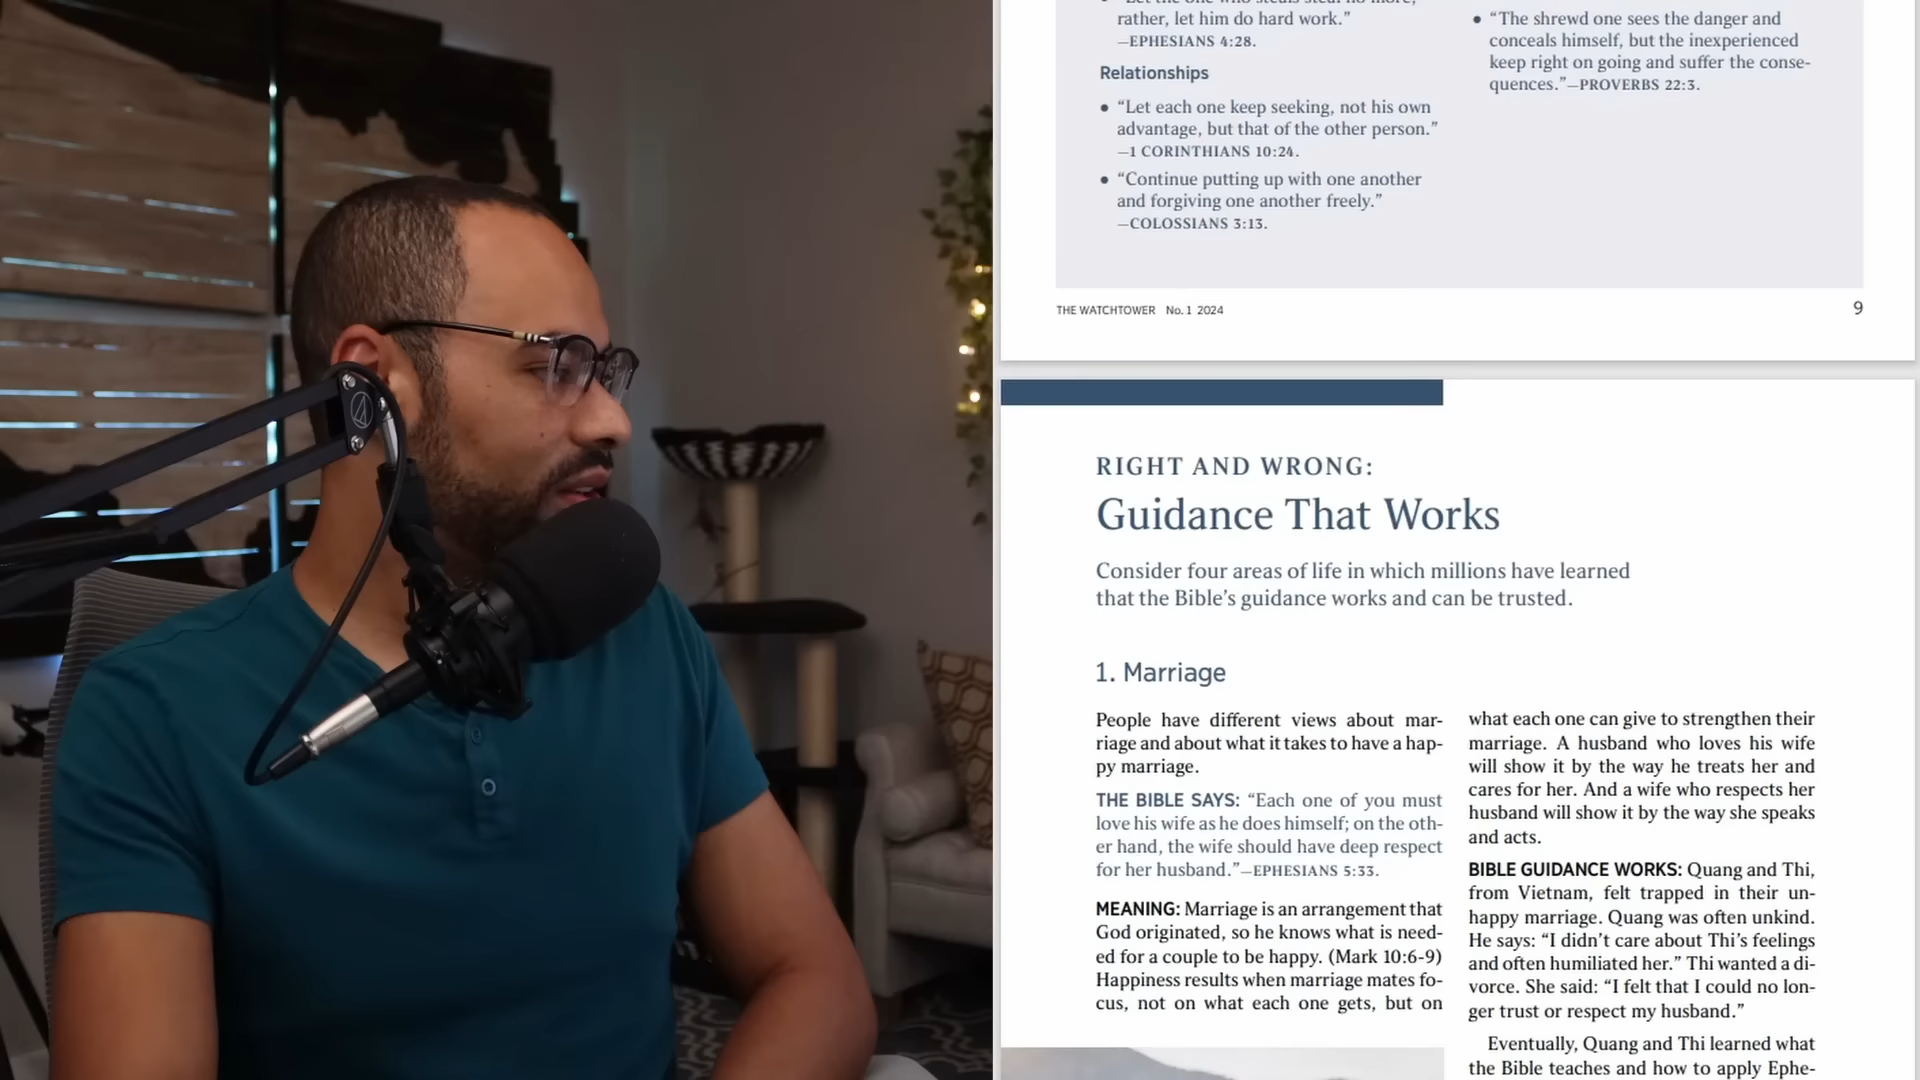 “Let the one who steals steal no more;
rather, let him do hard work.”
—EPHESIANS 4:28.
Relationships
● “Let each one keep seeking, not his own
advantage, but that of the other person.”
—1 CORINTHIANS 10:24.
● “Continue putting up with one another
and forgiving one another freely.”
—COLOSSIANS 3:13.
● “The shrewd one sees the danger and
conceals himself, but the inexperienced
keep right on going and suffer the conse-
quences.”—PROVERBS 22:3.
THE WATCHTOWER No. 1 2024
9
RIGHT AND WRONG:
Guidance That Works
Consider four areas of life in which millions have learned
that the Bible’s guidance works and can be trusted.
1. Marriage
People have different views about mar-
riage and about what it takes to have a hap-
py marriage.
THE BIBLE SAYS: “Each one of you must
love his wife as he does himself; on the oth-
er hand, the wife should have deep respect
for her husband.”—EPHESIANS 5:33.
MEANING: Marriage is an arrangement that
God originated, so he knows what is need-
ed for a couple to be happy. (Mark 10:6-9)
Happiness results when marriage mates fo-
cus, not on what each one gets, but on
what each one can give to strengthen their
marriage. A husband who loves his wife
will show it by the way he treats her and
cares for her. And a wife who respects her
husband will show it by the way she speaks
and acts.
BIBLE GUIDANCE WORKS: Quang and Thi,
from Vietnam, felt trapped in their un-
happy marriage. Quang was often unkind.
He says: “I didn’t care about Thi’s feelings
and often humiliated her.” Thi wanted a di-
vorce. She said: “I felt that I could no lon-
ger trust or respect my husband.”
Eventually, Quang and Thi learned what
the Bible teaches and how to apply Ephe-